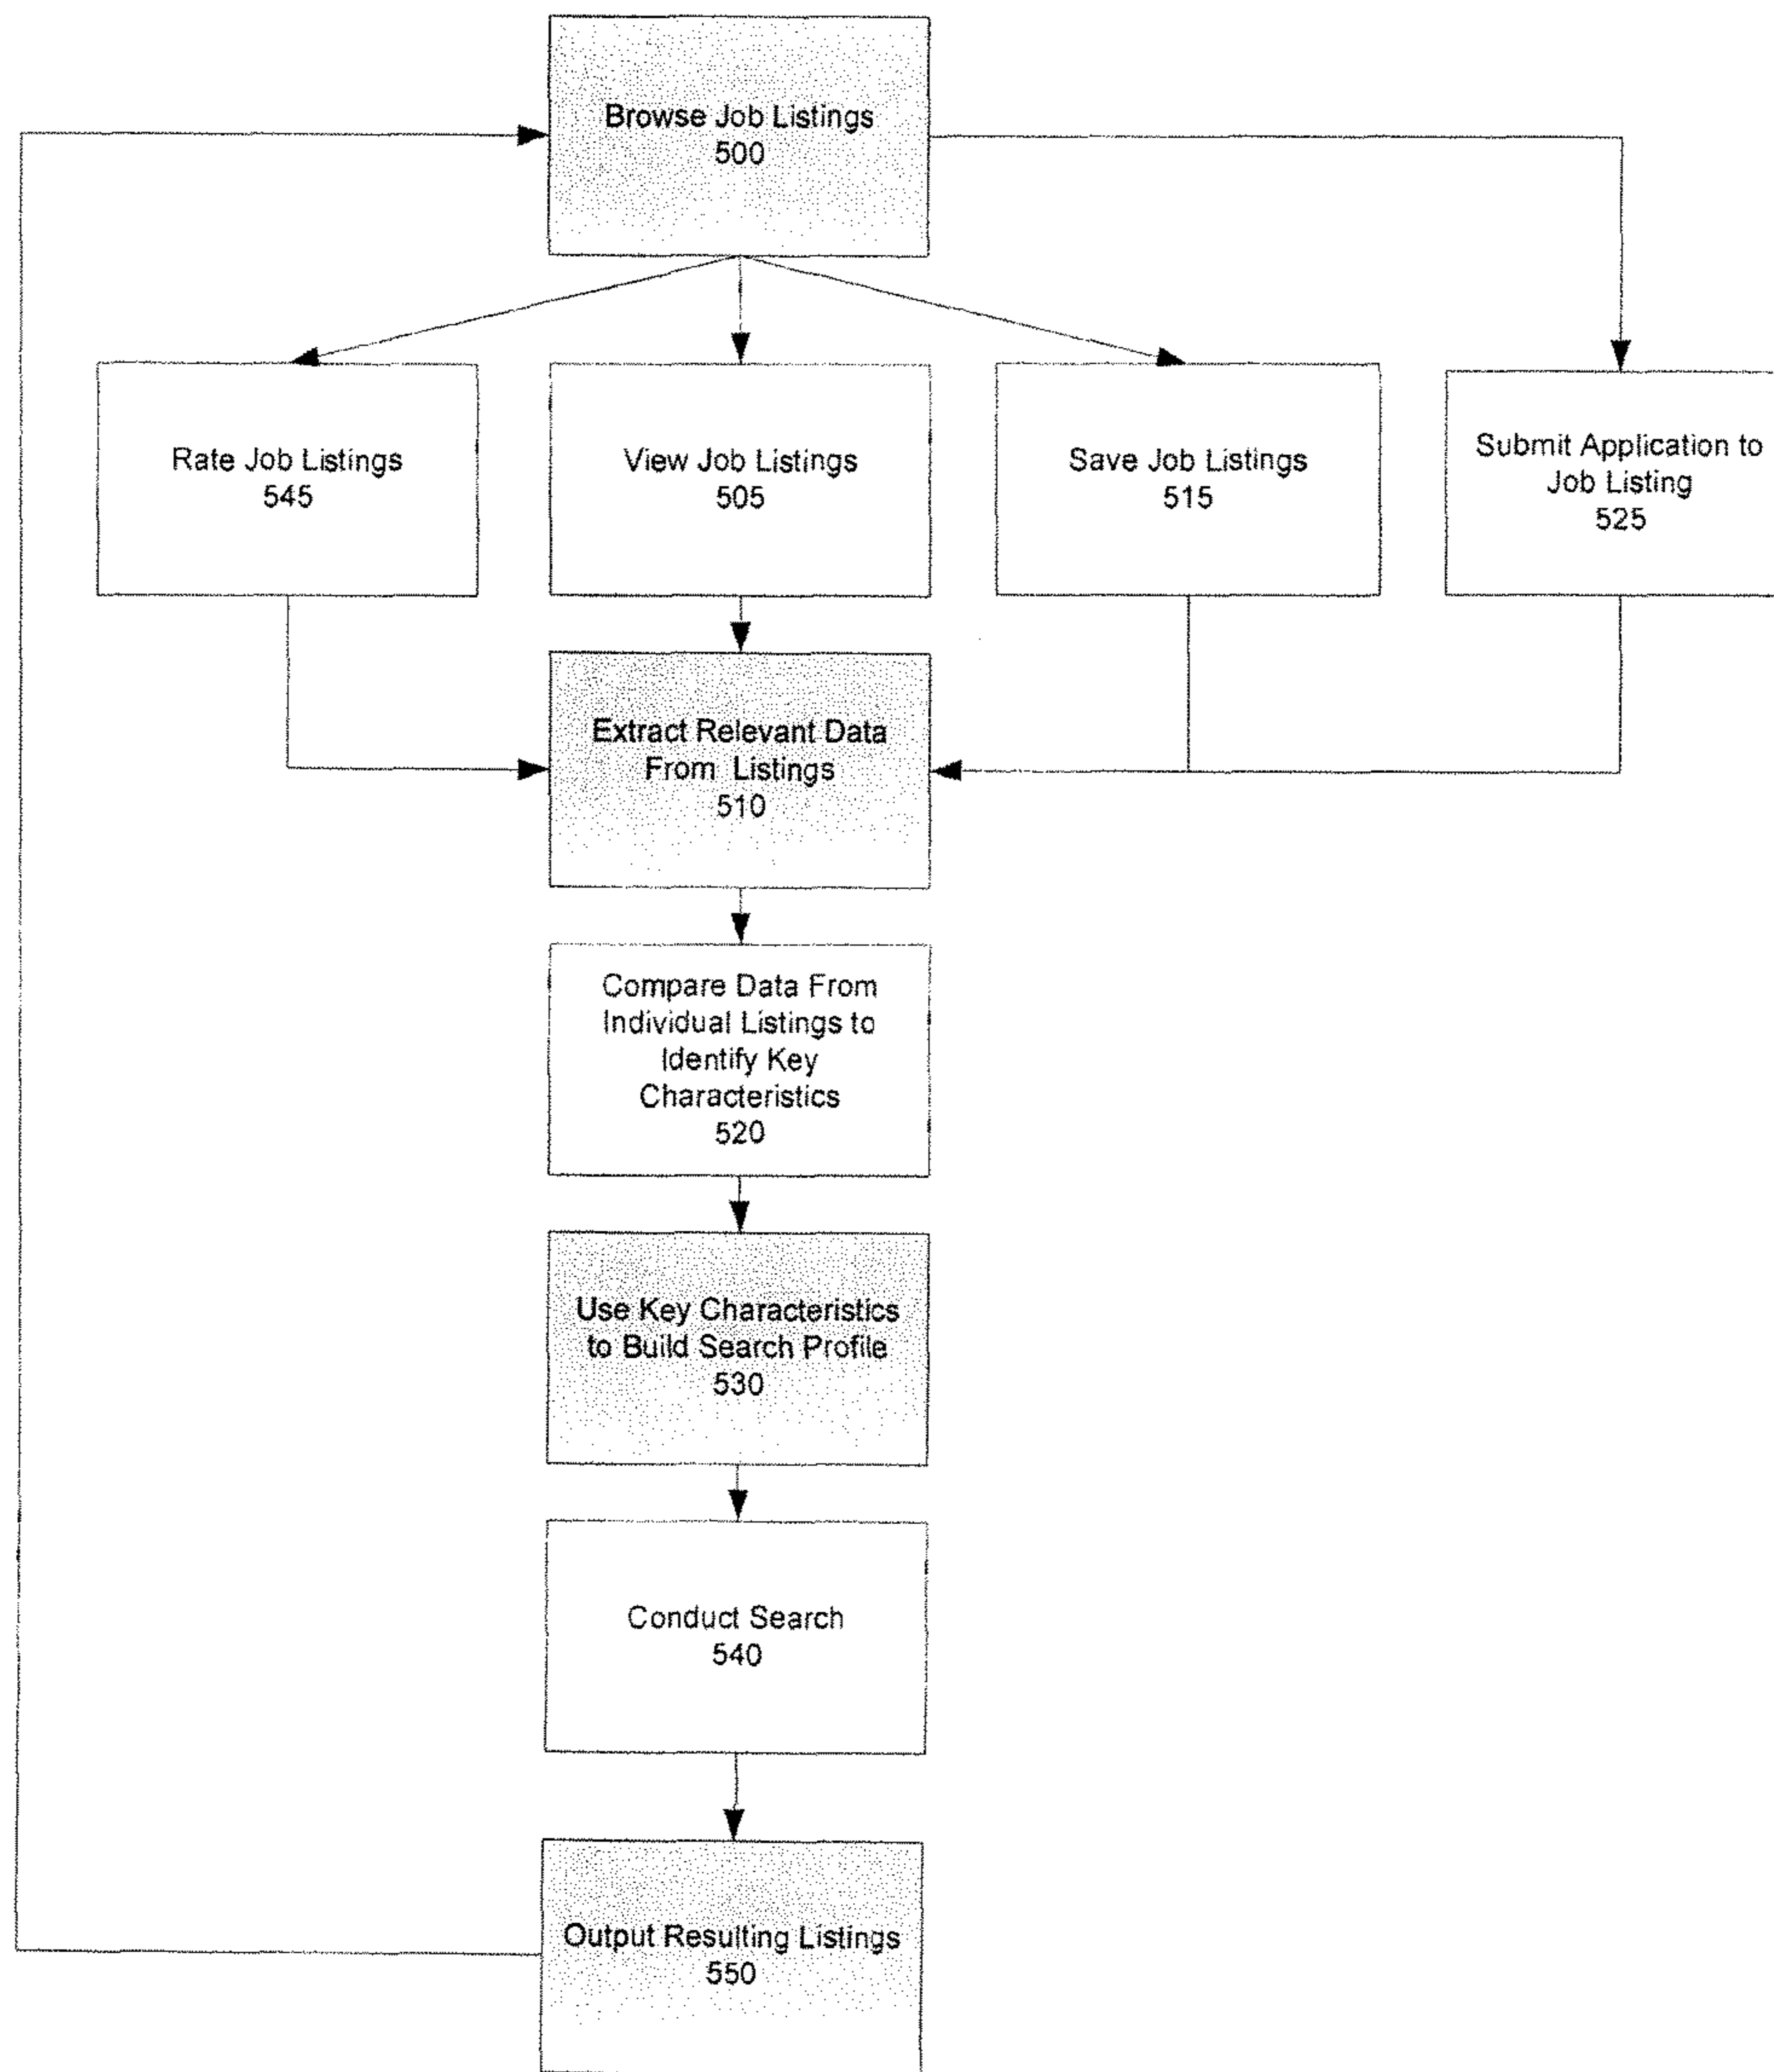 Browse Job Listings
500
Rate Job Listings
545
View Job Listings
505
Save Job Listings
515
Submit Application to
Job Listing
525
Extract Relevant Data
From Listings
510
Compare Data From
Individual Listings to
Identify Key
Characteristics
520
Use Key Characteristics
to Build Search Profile
530
Conduct Search
540
Output Resulting Listings
550